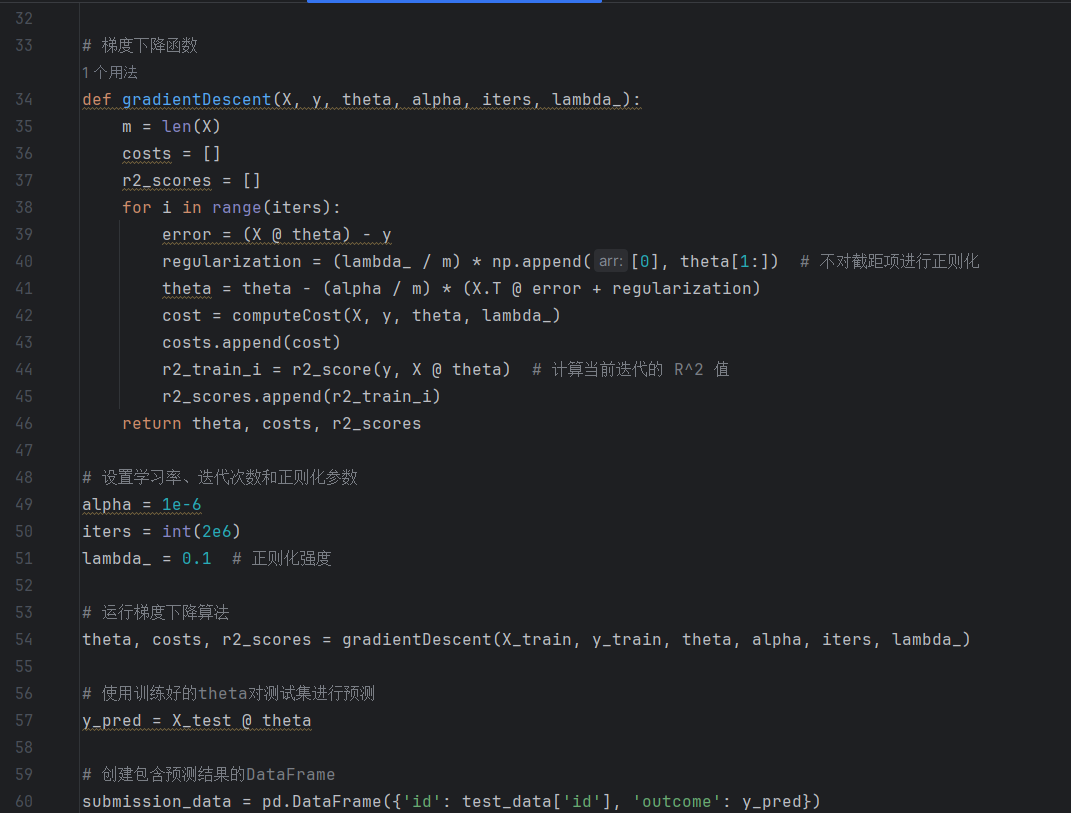 32
33 # 梯度下降函数
1 个用法
34 def gradientDescent(X, y, theta, alpha, iters, lambda_):
35     m = len(X)
36     costs = []
37     r2_scores = []
38     for i in range(iters):
39         error = (X @ theta) - y
40         regularization = (lambda_ / m) * np.append( arr: [0], theta[1:])  # 不对截距项进行正则化
41         theta = theta - (alpha / m) * (X.T @ error + regularization)
42         cost = computeCost(X, y, theta, lambda_)
43         costs.append(cost)
44         r2_train_i = r2_score(y, X @ theta)  # 计算当前迭代的 R^2 值
45         r2_scores.append(r2_train_i)
46     return theta, costs, r2_scores
47
48 # 设置学习率、迭代次数和正则化参数
49 alpha = 1e-6
50 iters = int(2e6)
51 lambda_ = 0.1  # 正则化强度
52
53 # 运行梯度下降算法
54 theta, costs, r2_scores = gradientDescent(X_train, y_train, theta, alpha, iters, lambda_)
55
56 # 使用训练好的theta对测试集进行预测
57 y_pred = X_test @ theta
58
59 # 创建包含预测结果的DataFrame
60 submission_data = pd.DataFrame({'id': test_data['id'], 'outcome': y_pred})